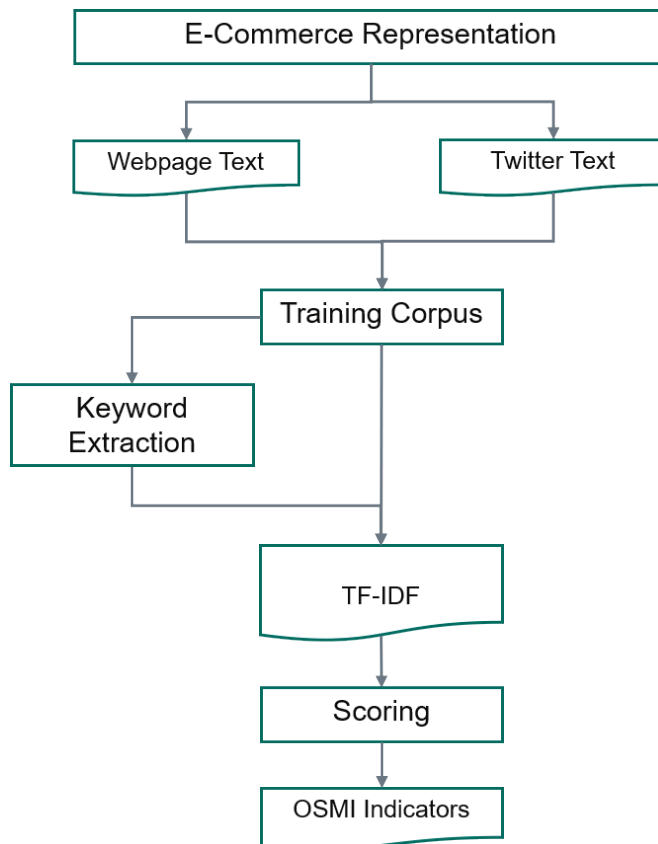 E-Commerce Representation
Webpage Text
Twitter Text
Training Corpus
Keyword
Extraction
TF-IDF
Scoring
OSMI Indicators